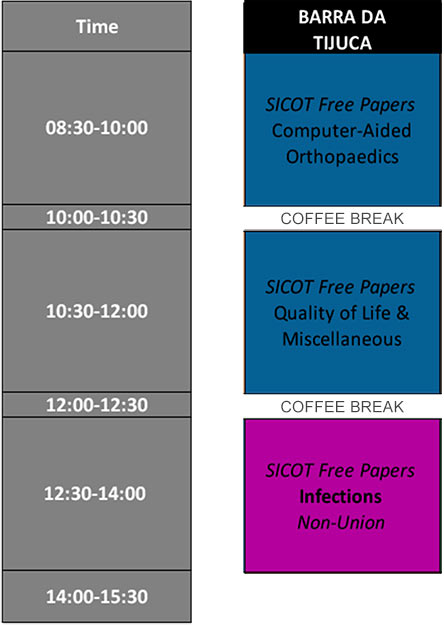 Time
BARRA DA
TIJUCA
08:30-10:00
SICOT Free Papers
Computer-Aided
Orthopaedics
10:00-10:30
COFFEE BREAK
10:30-12:00
SICOT Free Papers
Quality of Life &
Miscellaneous
12:00-12:30
COFFEE BREAK
12:30-14:00
SICOT Free Papers
Infections
Non-Union
14:00-15:30